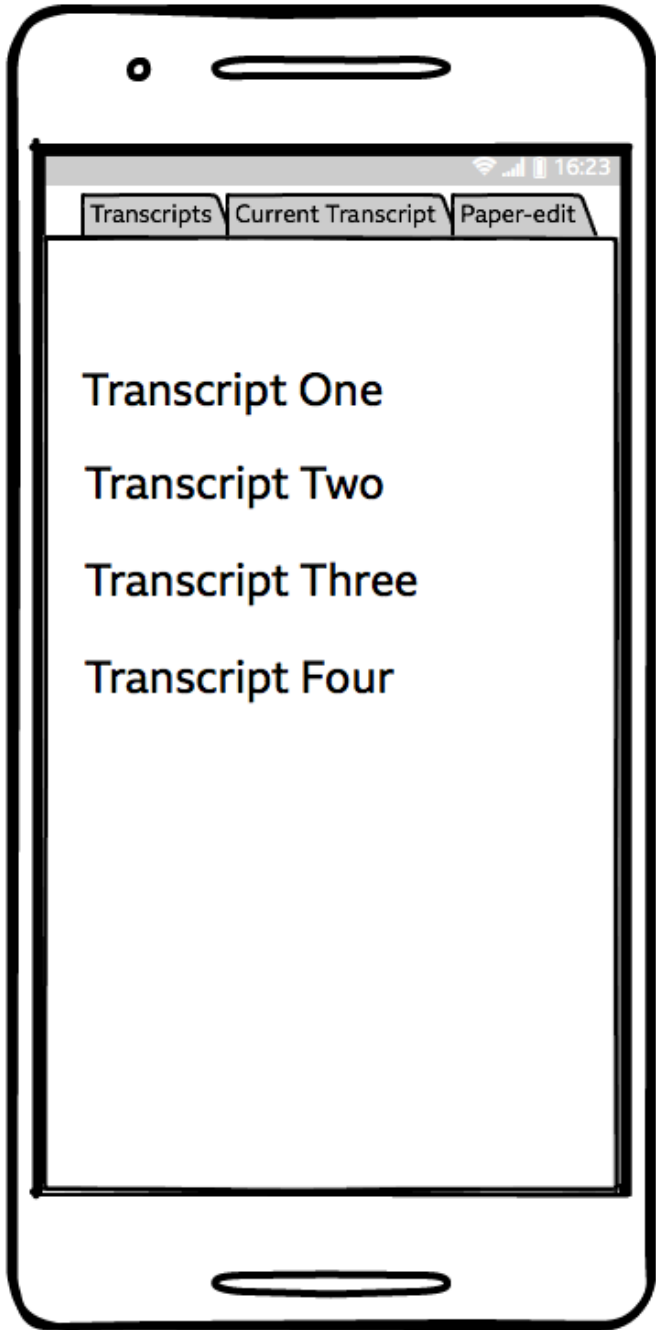 16:23
Transcripts Current Transcript Paper-edit
Transcript One
Transcript Two
Transcript Three
Transcript Four